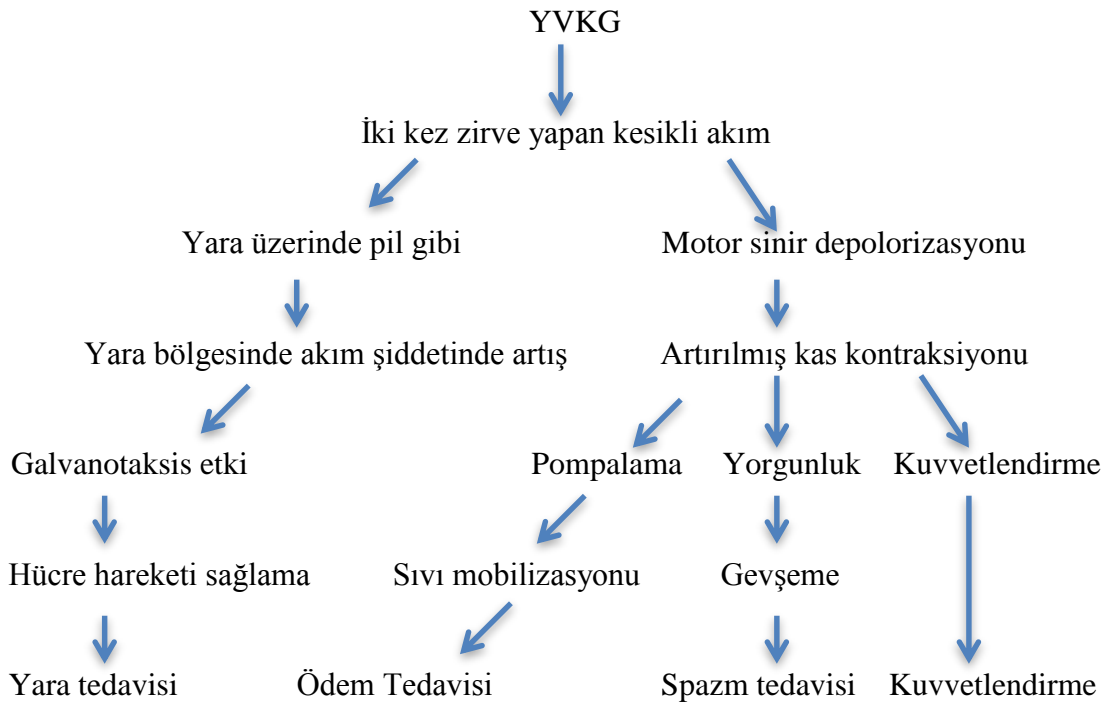 YVKG
İki kez zirve yapan kesikli akım
Yara üzerinde pil gibi Motor sinir depolorizasyonu
Yara bölgesinde akım şiddetinde artış Artırılmış kas kontraksiyonu
Galvanotaksis etki Pompalama Yorgunluk Kuvvetlendirme
Hücre hareketi sağlama Sıvı mobilizasyonu Gevşeme
Yara tedavisi Ödem Tedavisi Spazm tedavisi Kuvvetlendirme